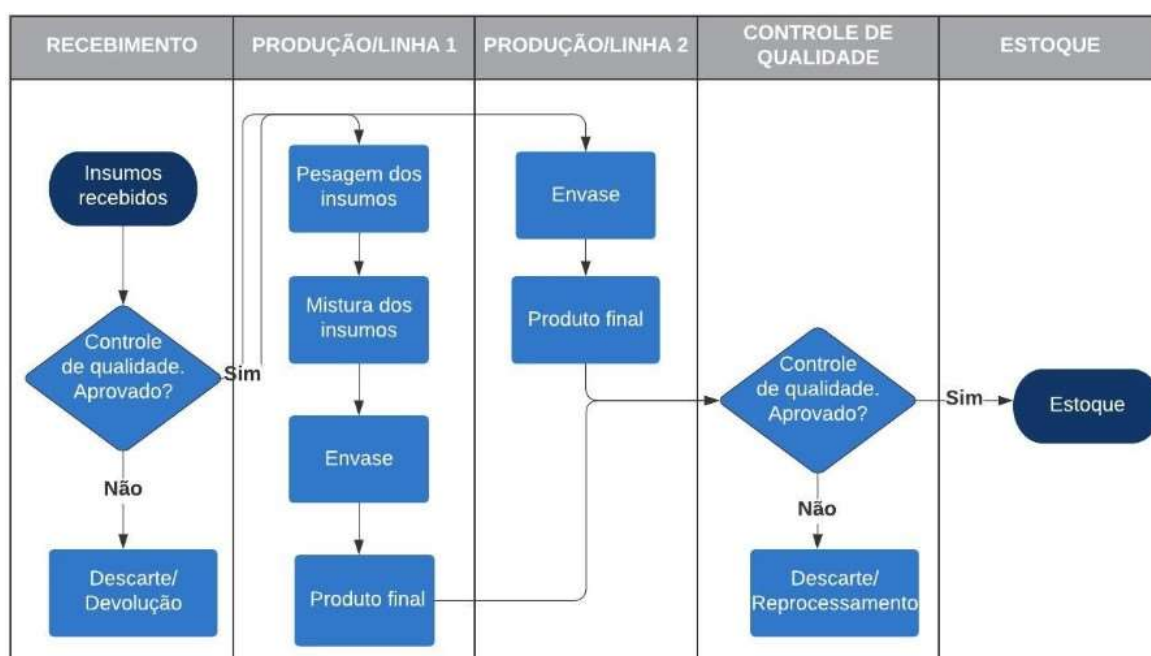 RECEBIMENTO
PRODUÇÃO/LINHA 1
PRODUÇÃO/LINHA 2
CONTROLE DE
QUALIDADE
ESTOQUE
Insumos
recebidos
Controle
de qualidade.
Aprovado?
Sim
Não
Descarte/
Devolução
Pesagem dos
insumos
Mistura dos
insumos
Envase
Produto final
Envase
Produto final
Controle
de qualidade.
Aprovado?
Sim
Não
Descarte/
Reprocessamento
Estoque